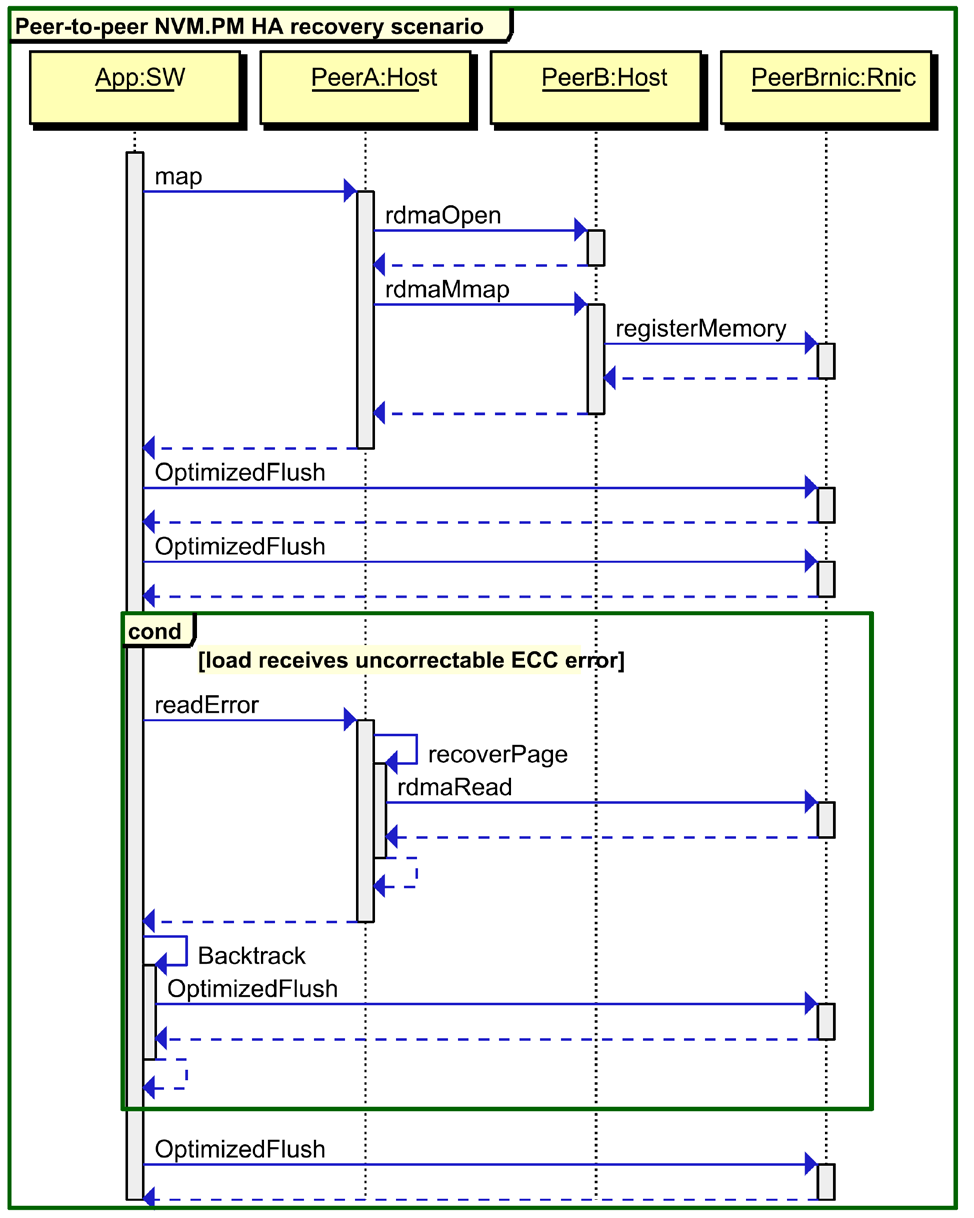 Peer-to-peer NVM.PM HA recovery scenario
App:SW
PeerA:Host
PeerB:Host
PeerBrnic:Rnic
map
rdmaOpen
rdmaMmap
registerMemory
OptimizedFlush
OptimizedFlush
cond
[load receives uncorrectable ECC error]
readError
recoverPage
rdmaRead
Backtrack
OptimizedFlush
OptimizedFlush